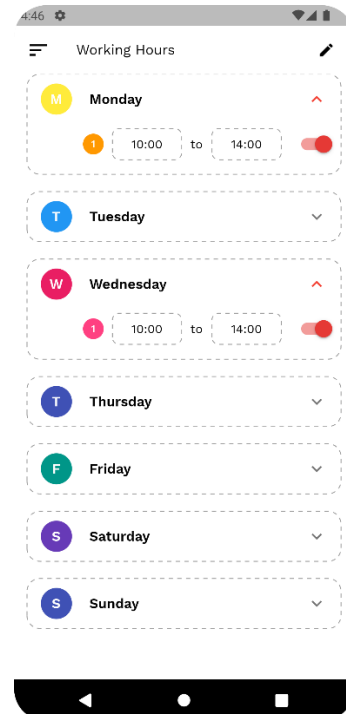 4:46
Working Hours
M Monday
1 10:00 to 14:00
T Tuesday
W Wednesday
1 10:00 to 14:00
T Thursday
F Friday
S Saturday
S Sunday